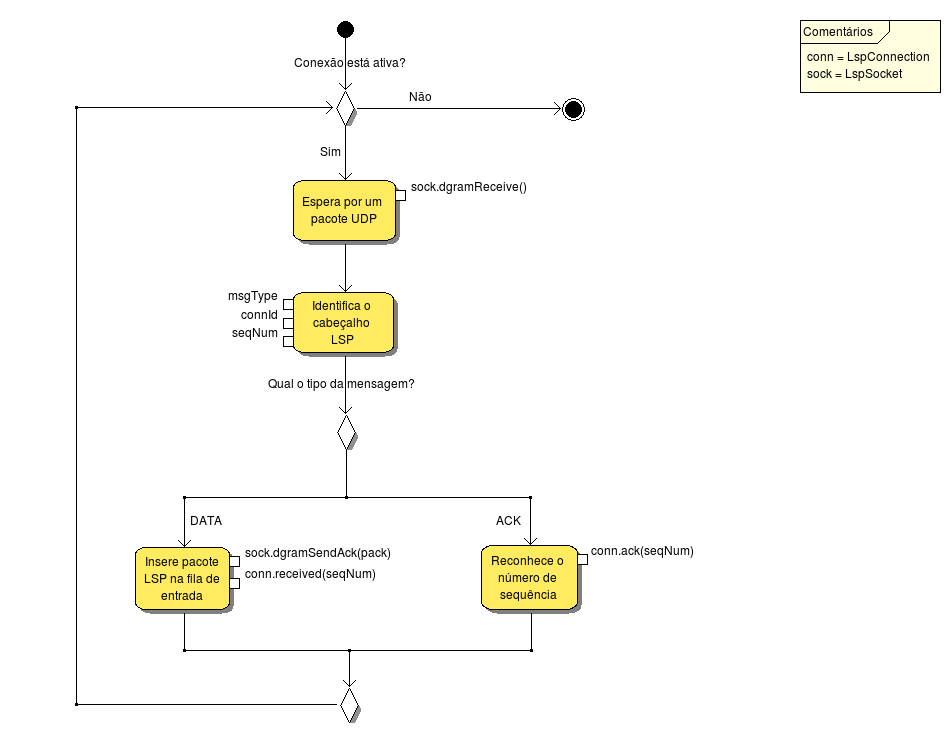 Comentários
conn = LspConnection
sock = LspSocket
Conexão está ativa?
Não
Sim
sock.dgramReceive()
Espera por um
pacote UDP
msgType
connId
seqNum
Identifica o
cabeçalho
LSP
Qual o tipo da mensagem?
DATA
ACK
Insere pacote
LSP na fila de
entrada
sock.dgramSendAck(pack)
conn.received(seqNum)
Reconhece o
número de
sequência
conn.ack(seqNum)